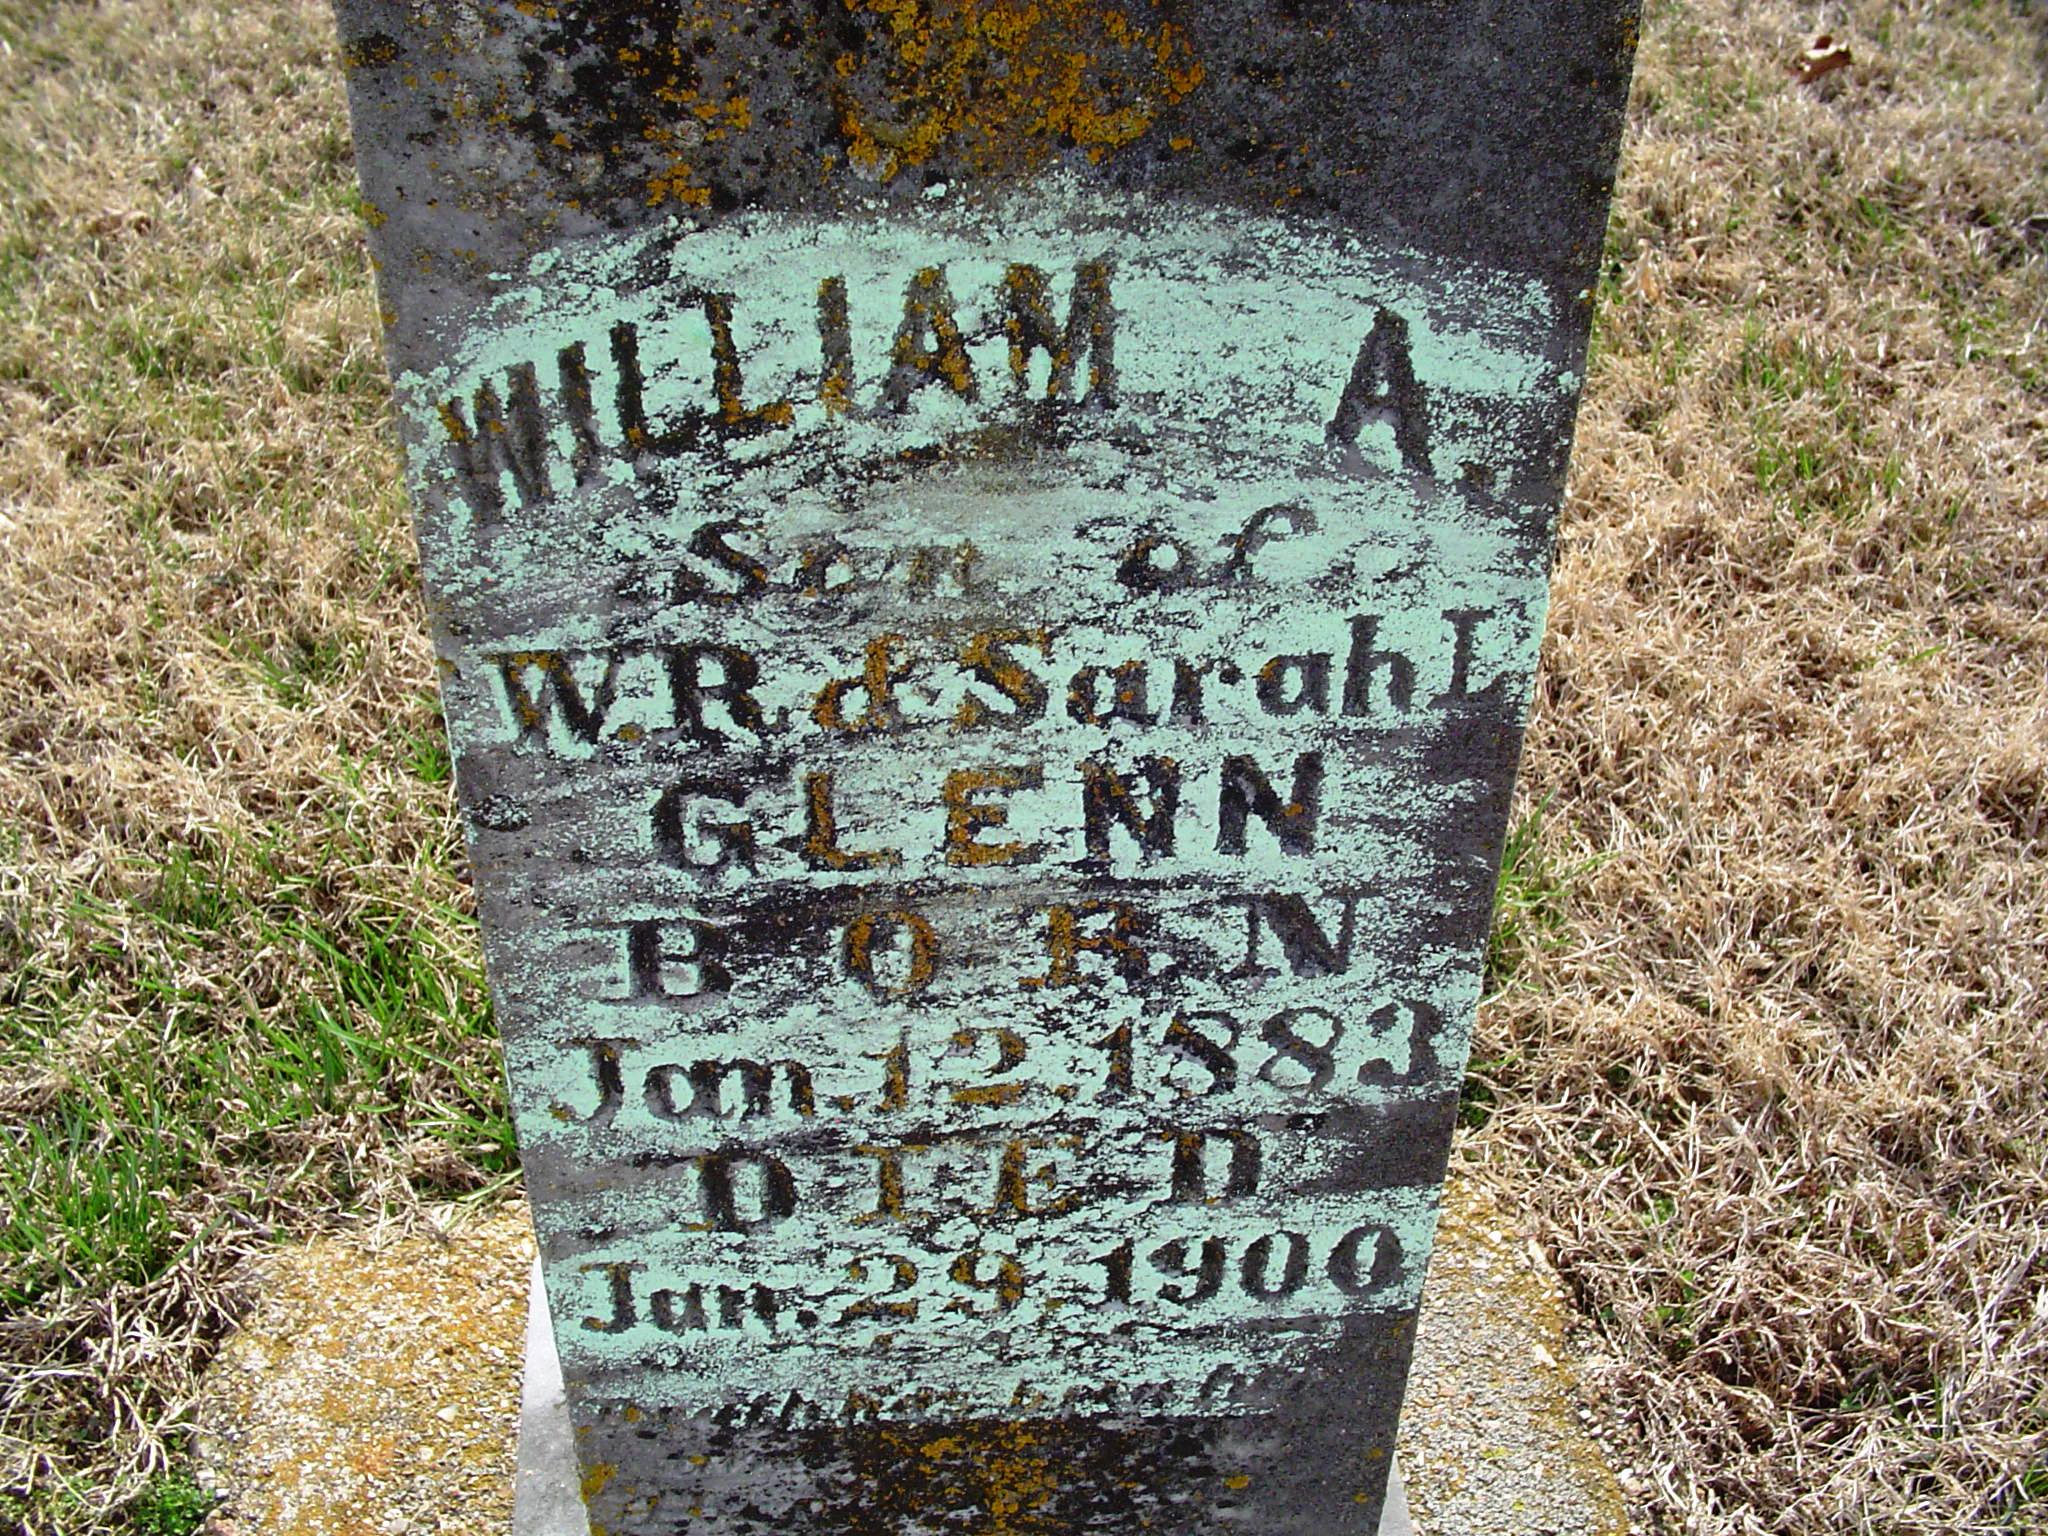 WILLIAM A.
Son of
W.R. & Sarah L
GLENN
BORN
Jan. 12, 1883
DIED
Jan. 29, 1900